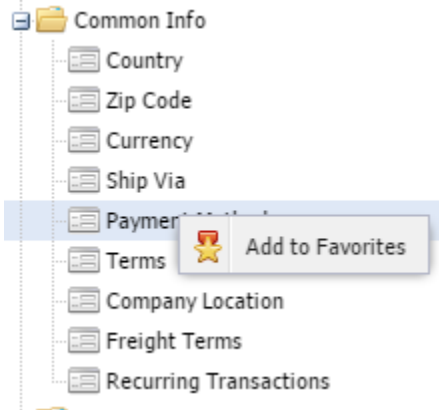 Common Info
Country
Zip Code
Currency
Ship Via
Payment
Add to Favorites
Terms
Company Location
Freight Terms
Recurring Transactions